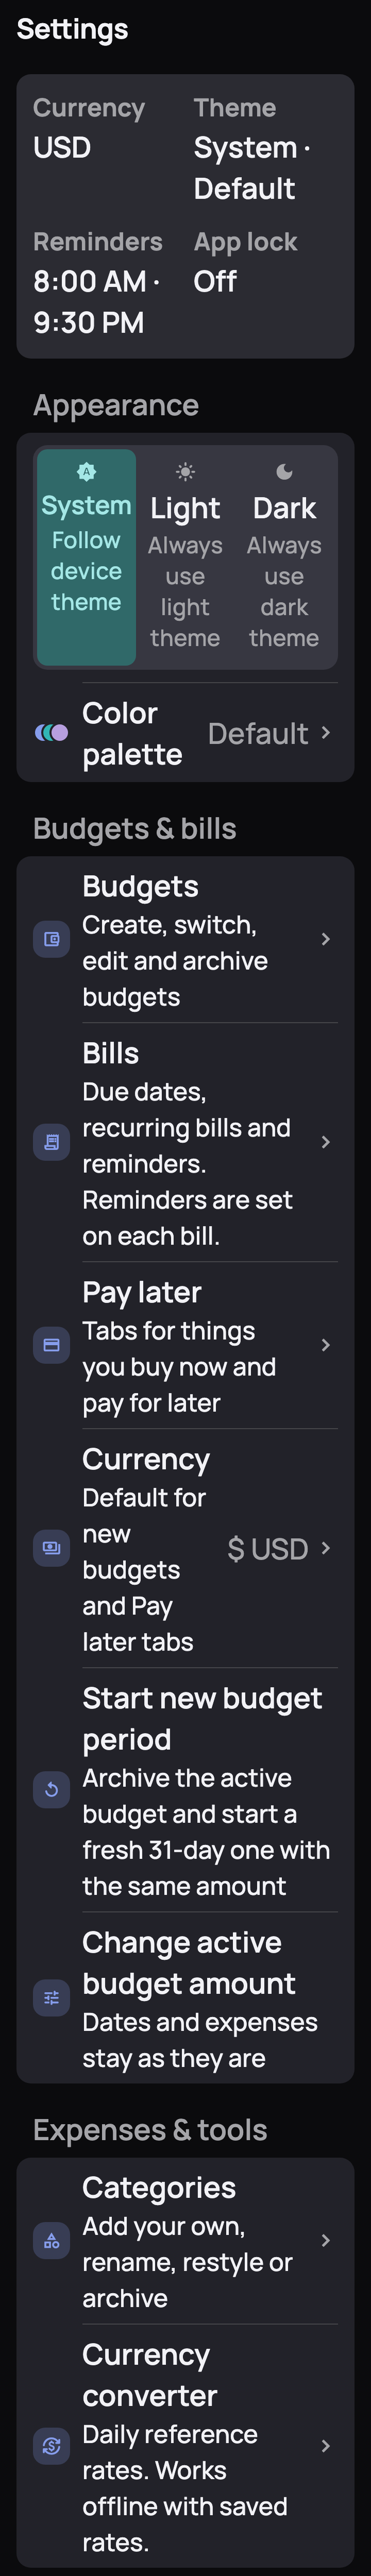 Settings
Currency
USD
Theme
System ·
Default
Reminders
8:00 AM ·
9:30 PM
App lock
Off
Appearance
System
Follow
device
theme
Light
Always
use
light
theme
Dark
Always
use
dark
theme
Color
palette
Default
Budgets & bills
Budgets
Create, switch,
edit and archive
budgets
Bills
Due dates,
recurring bills and
reminders.
Reminders are set
on each bill.
Pay later
Tabs for things
you buy now and
pay for later
Currency
Default for
new
budgets
and Pay
later tabs
$ USD
Start new budget
period
Archive the active
budget and start a
fresh 31-day one with
the same amount
Change active
budget amount
Dates and expenses
stay as they are
Expenses & tools
Categories
Add your own,
rename, restyle or
archive
Currency
converter
Daily reference
rates. Works
offline with saved
rates.